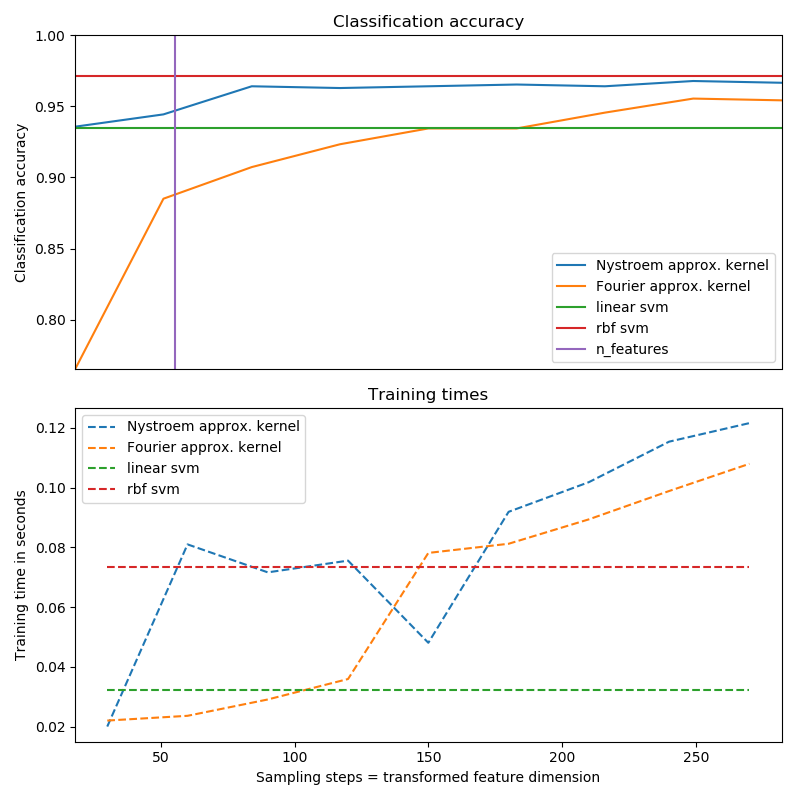 Classification accuracy
1.00
0.95
0.90
0.85
0.80
Classification accuracy
Nystroem approx. kernel
Fourier approx. kernel
linear svm
rbf svm
n_features
Training times
0.12
0.10
0.08
0.06
0.04
0.02
Training time in seconds
Nystroem approx. kernel
Fourier approx. kernel
linear svm
rbf svm
50 100 150 200 250
Sampling steps = transformed feature dimension